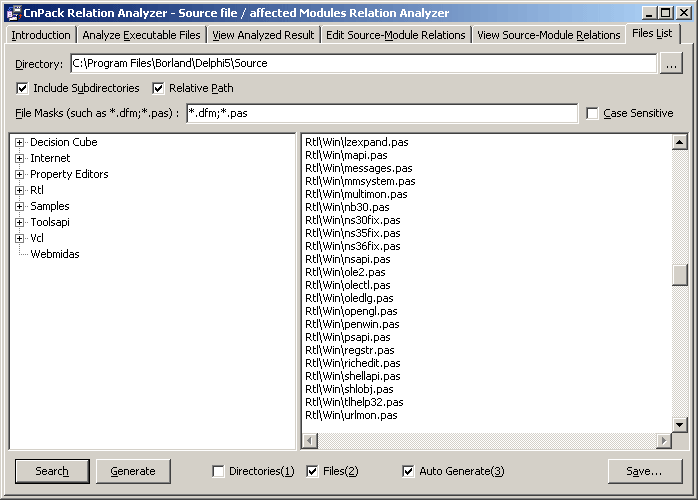 CnPack Relation Analyzer - Source file / affected Modules Relation Analyzer
Introduction Analyze Executable Files View Analyzed Result Edit Source-Module Relations View Source-Module Relations Files List
Directory: C:\Program Files\Borland\Delphi5\Source ...
Include Subdirectories Relative Path
File Masks (such as *.dfm;*.pas) : *.dfm;*.pas Case Sensitive
Decision Cube
Internet
Property Editors
Rtl
Samples
Toolsapi
Vcl
Webmidas
Rtl\Win\lzexpand.pas
Rtl\Win\mapi.pas
Rtl\Win\messages.pas
Rtl\Win\mmsystem.pas
Rtl\Win\multimon.pas
Rtl\Win\nb30.pas
Rtl\Win\ns30fix.pas
Rtl\Win\ns35fix.pas
Rtl\Win\ns36fix.pas
Rtl\Win\nsapi.pas
Rtl\Win\ole2.pas
Rtl\Win\olectl.pas
Rtl\Win\oledlg.pas
Rtl\Win\opengl.pas
Rtl\Win\penwin.pas
Rtl\Win\psapi.pas
Rtl\Win\regstr.pas
Rtl\Win\richedit.pas
Rtl\Win\shellapi.pas
Rtl\Win\shlobj.pas
Rtl\Win\tlhelp32.pas
Rtl\Win\urlmon.pas
Search Generate Directories(1) Files(2) Auto Generate(3) Save...